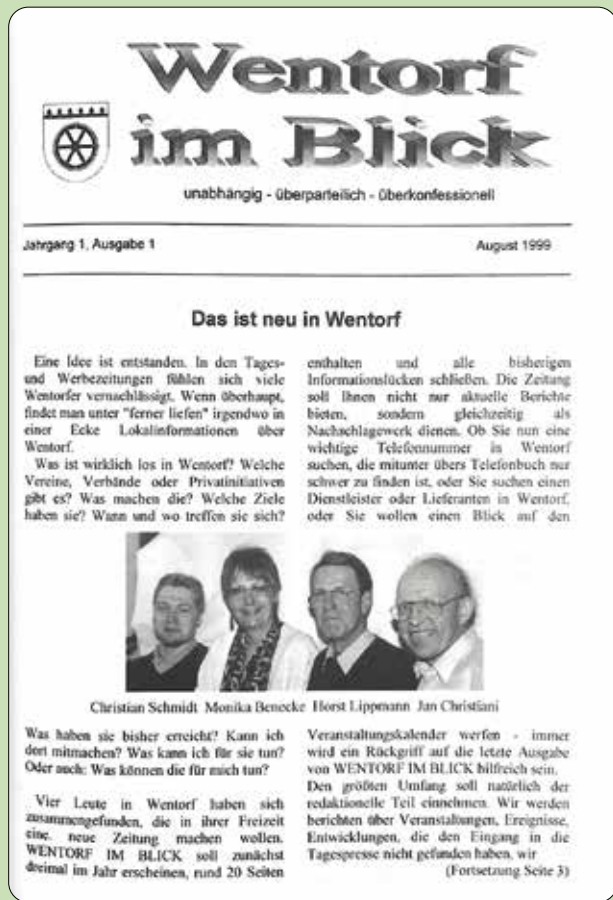 Wentorf
im Blick
unabhängig - überparteilich - überkonfessionell
Jahrgang 1, Ausgabe 1
August 1999
Das ist neu in Wentorf
Eine Idee ist entstanden. In den Tages-
und Werbezeitungen fühlen sich viele
Wentorfer vernachlässigt. Wenn überhaupt,
findet man unter "ferner liefen" irgendwo in
einer Ecke Lokalinformationen über
Wentorf.
Was ist wirklich los in Wentorf? Welche
Vereine, Verbände oder Privatinitiativen
gibt es? Was machen die? Welche Ziele
haben sie? Wann und wo treffen sie sich?
Was haben sie bisher erreicht? Kann ich
dort mitmachen? Was kann ich für sie tun?
Oder auch: Was können die für mich tun?
Vier Leute in Wentorf haben sich
zusammengefunden, die in ihrer Freizeit
eine neue Zeitung machen wollen.
WENTORF IM BLICK soll zunächst
dreimal im Jahr erscheinen, rund 20 Seiten
enthalten und alle bisherigen
Informationslücken schließen. Die Zeitung
soll Ihnen nicht nur aktuelle Berichte
bieten, sondern gleichzeitig als
Nachschlagewerk dienen. Ob Sie nun eine
wichtige Telefonnummer in Wentorf
suchen, die mitunter übers Telefonbuch nur
schwer zu finden ist, oder Sie suchen einen
Dienstleister oder Lieferanten in Wentorf,
oder Sie wollen einen Blick auf den
Veranstaltungskalender werfen - immer
wird ein Rückgriff auf die letzte Ausgabe
von WENTORF IM BLICK hilfreich sein.
Den größten Umfang soll natürlich der
redaktionelle Teil einnehmen. Wir werden
berichten über Veranstaltungen, Ereignisse,
Entwicklungen, die den Eingang in die
Tagespresse nicht gefunden haben, wir
(Fortsetzung Seite 3)
Christian Schmidt Monika Benecke Horst Lippmann Jan Christiani